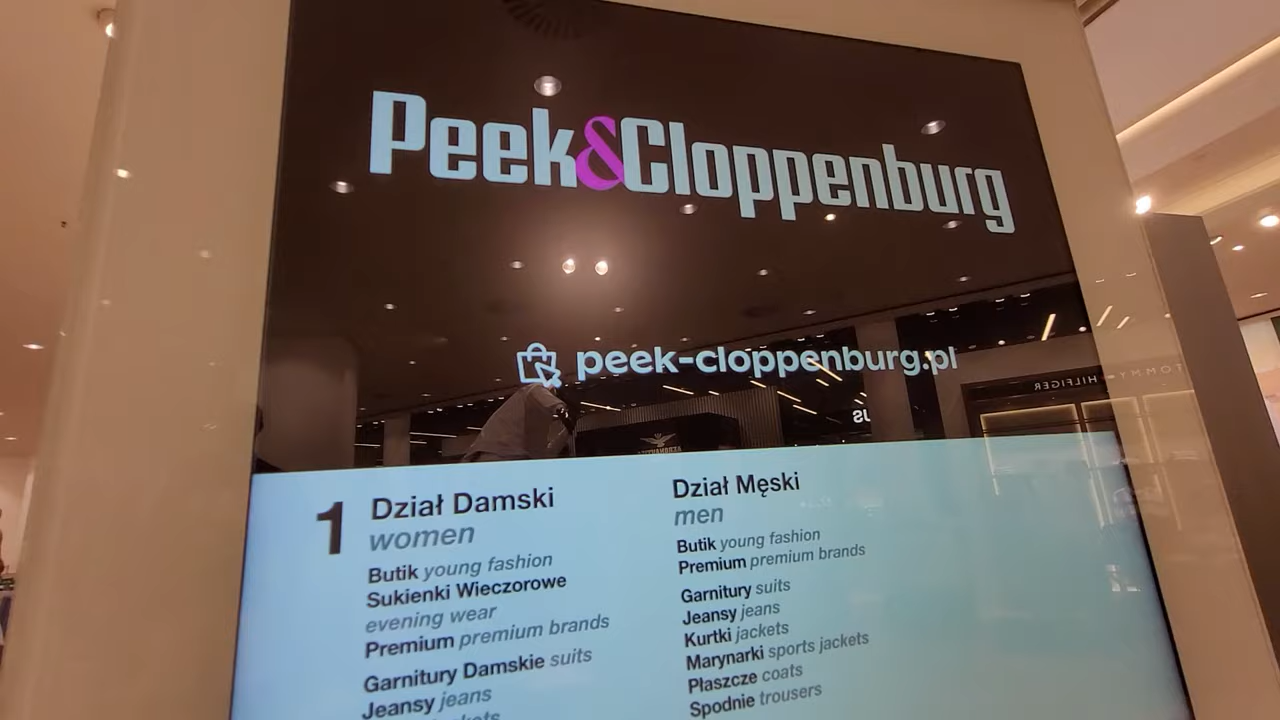 Peek&Cloppenburg
peek-cloppenburg.pl
TOMMY HILFIGER
1
Dział Damski
women
Butik young fashion
Sukienki Wieczorowe
evening wear
Premium premium brands
Garnitury Damskie suits
Jeansy jeans
Dział Męski
men
Butik young fashion
Premium premium brands
Garnitury suits
Jeansy jeans
Kurtki jackets
Marynarki sports jackets
Płaszcze coats
Spodnie trousers